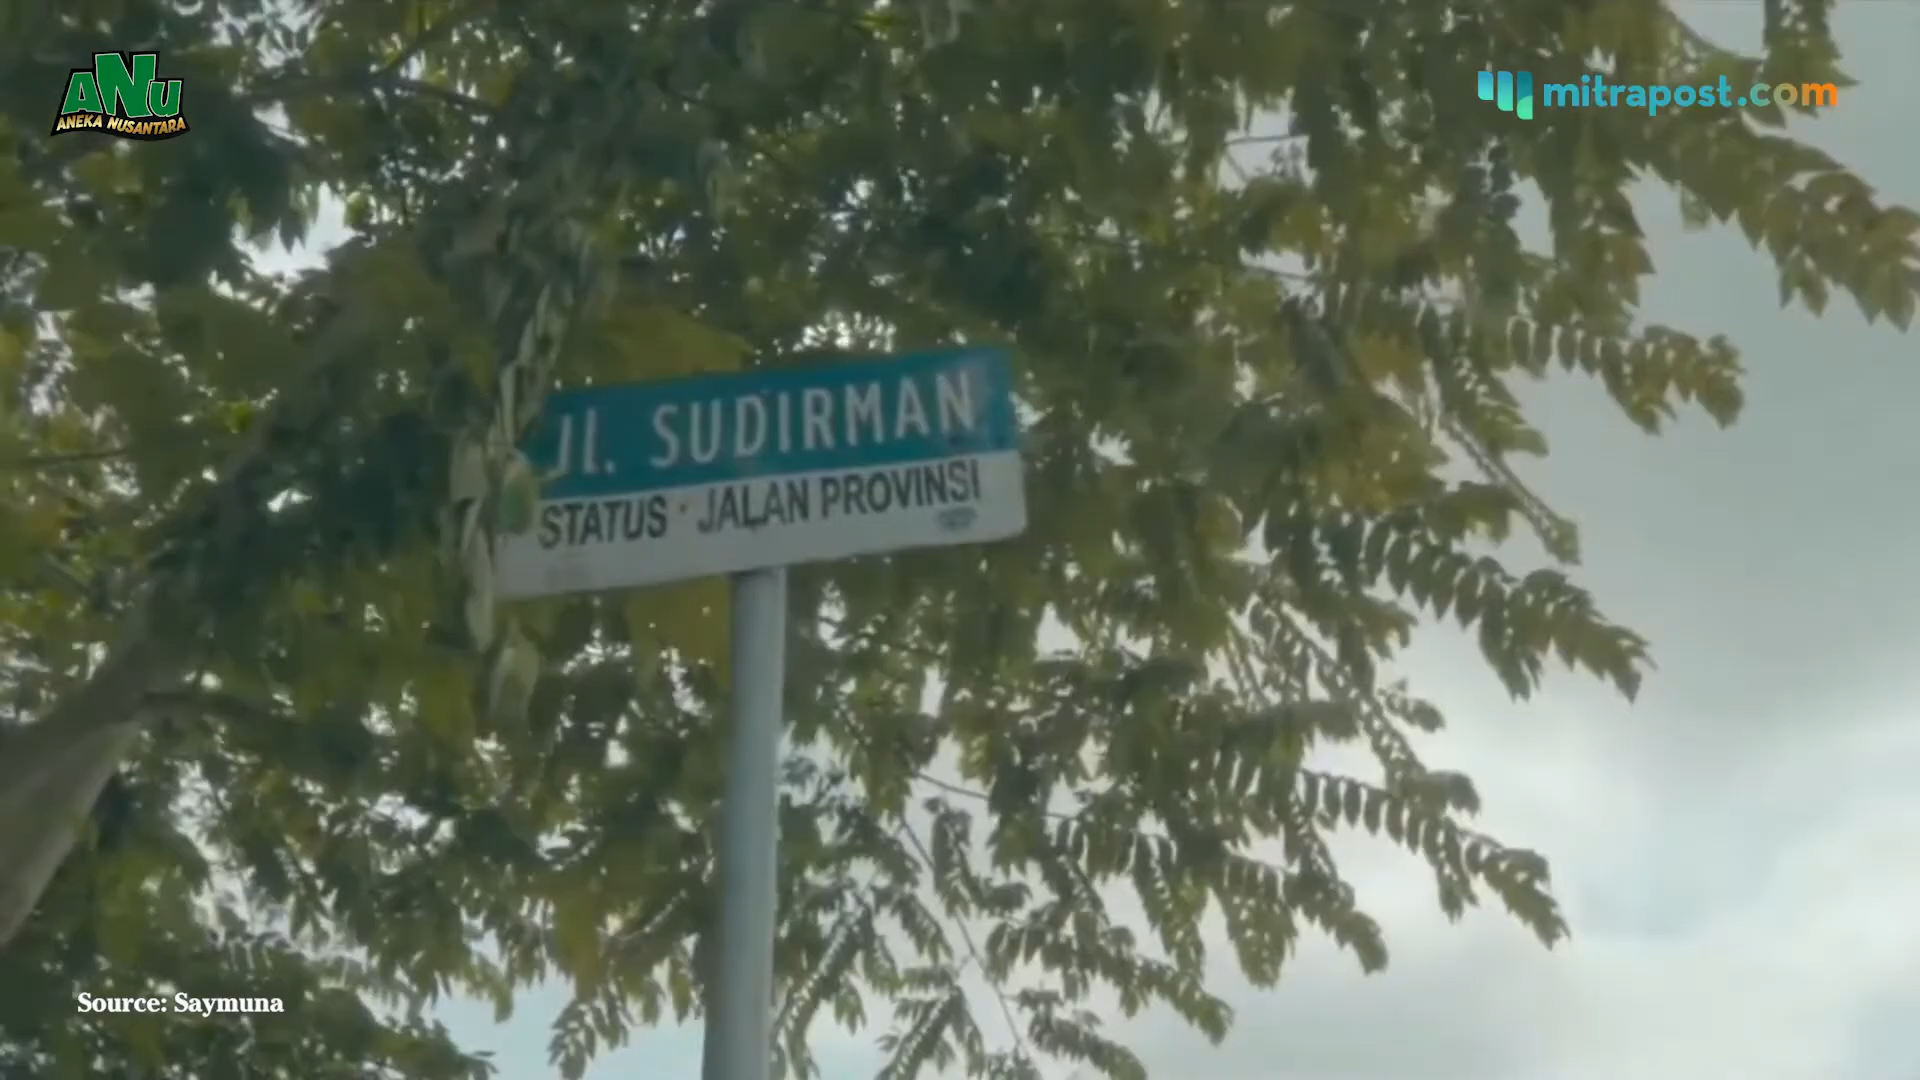 ANU
ANEKA NUSANTARA
mitrapost.com
Jl. SUDIRMAN
STATUS · JALAN PROVINSI
Source: Saymuna